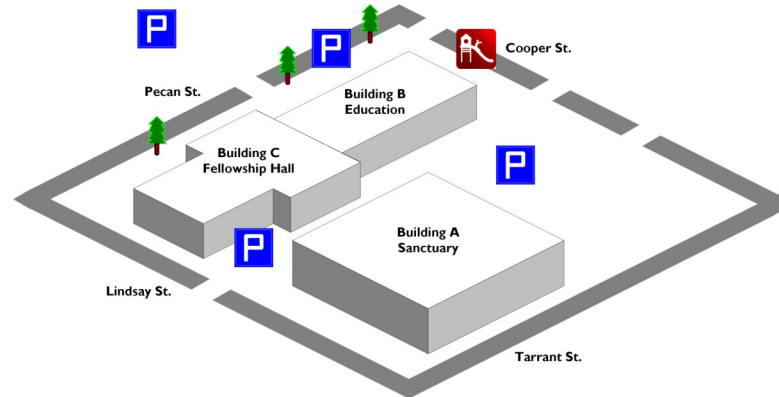 P
P
Cooper St.
Pecan St.
Building B
Education
Building C
Fellowship Hall
P
Building A
Sanctuary
P
Lindsay St.
Tarrant St.